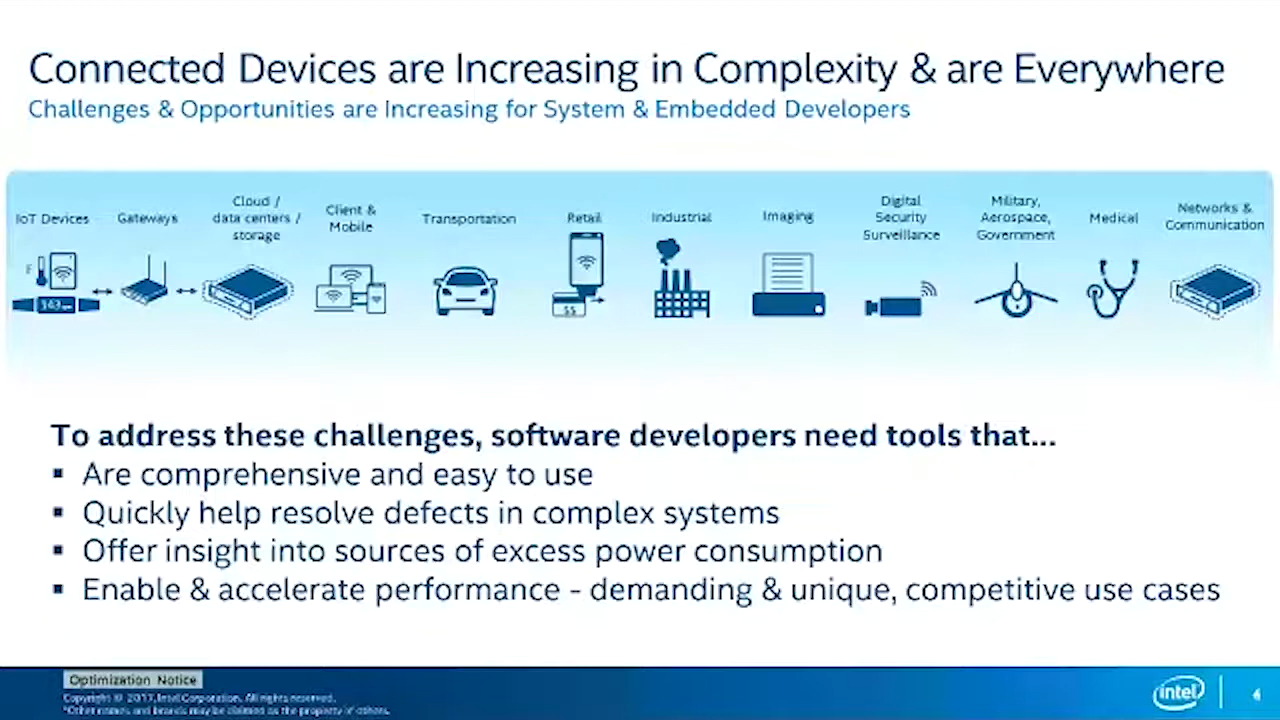 Connected Devices are Increasing in Complexity & are Everywhere
Challenges & Opportunities are Increasing for System & Embedded Developers
IoT Devices
Gateways
Cloud /
data centers /
storage
Client &
Mobile
Transportation
Retail
Industrial
Imaging
Digital
Security
Surveillance
Military,
Aerospace,
Government
Medical
Networks &
Communication
F
143
$$
To address these challenges, software developers need tools that...
▪ Are comprehensive and easy to use
▪ Quickly help resolve defects in complex systems
▪ Offer insight into sources of excess power consumption
▪ Enable & accelerate performance – demanding & unique, competitive use cases
Optimization Notice
Copyright © 2017, Intel Corporation. All rights reserved.
*Other names and brands may be claimed as the property of others.
intel